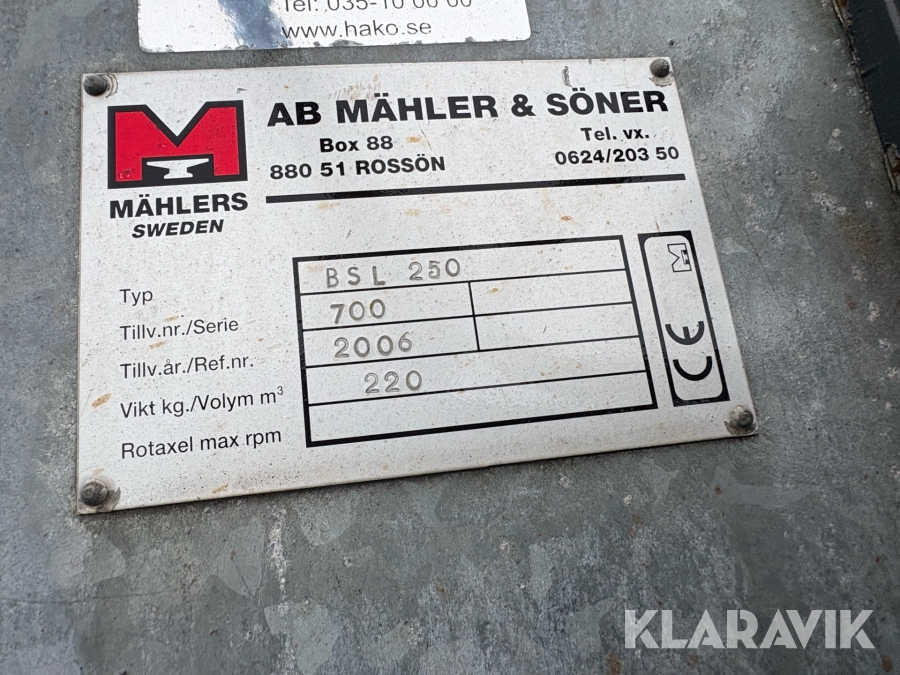 Tel: 035-10 06 00
www.hako.se
AB MÄHLER & SÖNER
Box 88
880 51 ROSSÖN
Tel. vx.
0624/203 50
MÄHLERS
SWEDEN
Typ BSL 250
Tillv.nr./Serie 700
Tillv.år./Ref.nr. 2006
Vikt kg./Volym m³ 220
Rotaxel max rpm
CE
KLARAVIK